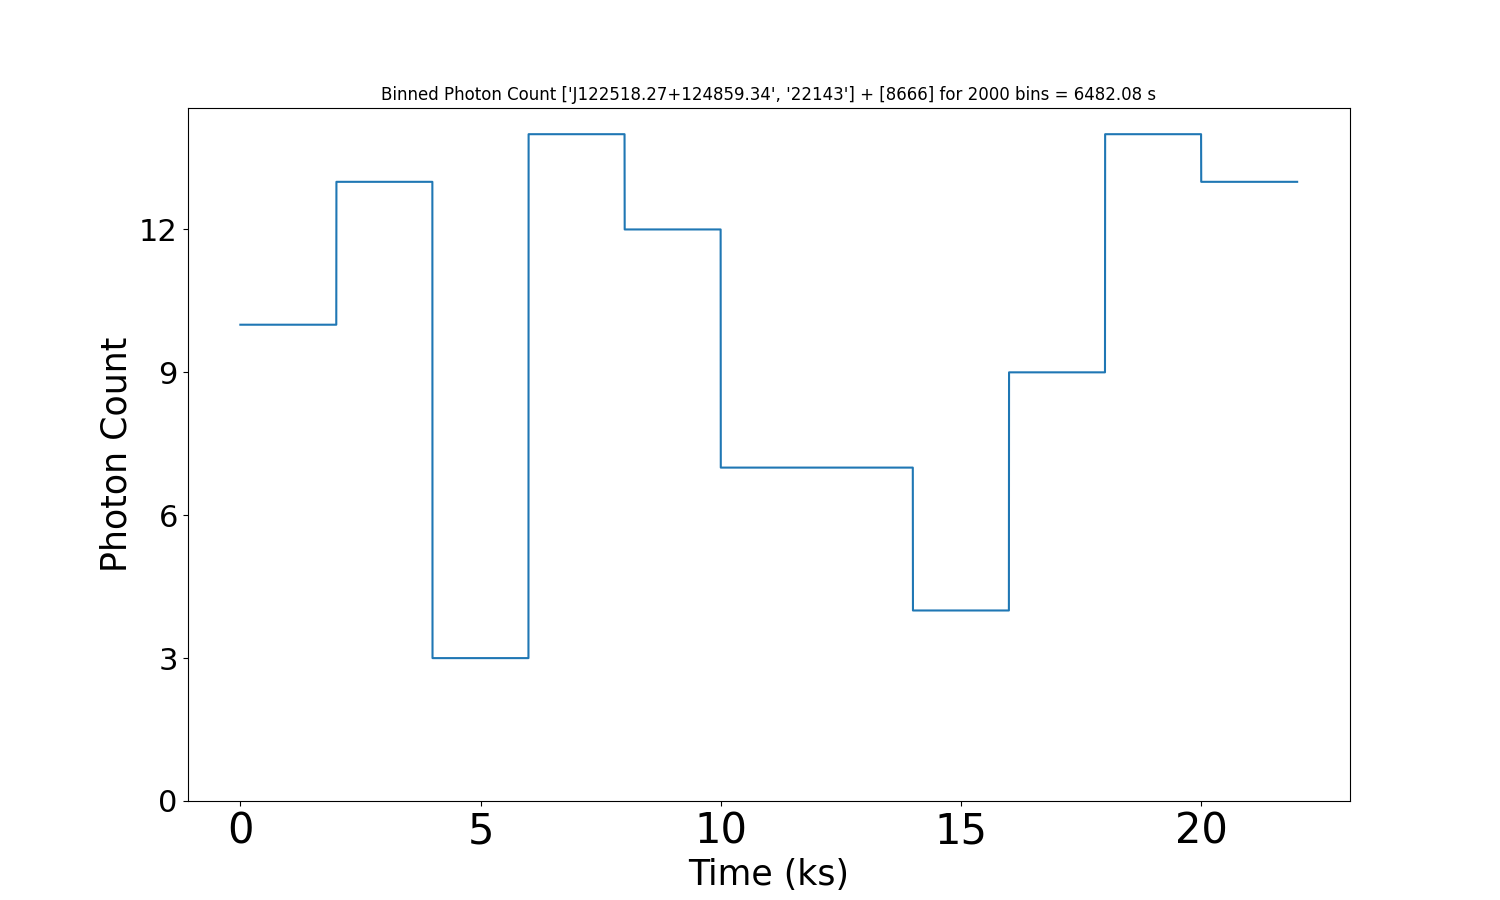 Binned Photon Count ['J122518.27+124859.34', '22143'] + [8666] for 2000 bins = 6482.08 s
Photon Count
12
9
6
3
0
0 5 10 15 20
Time (ks)